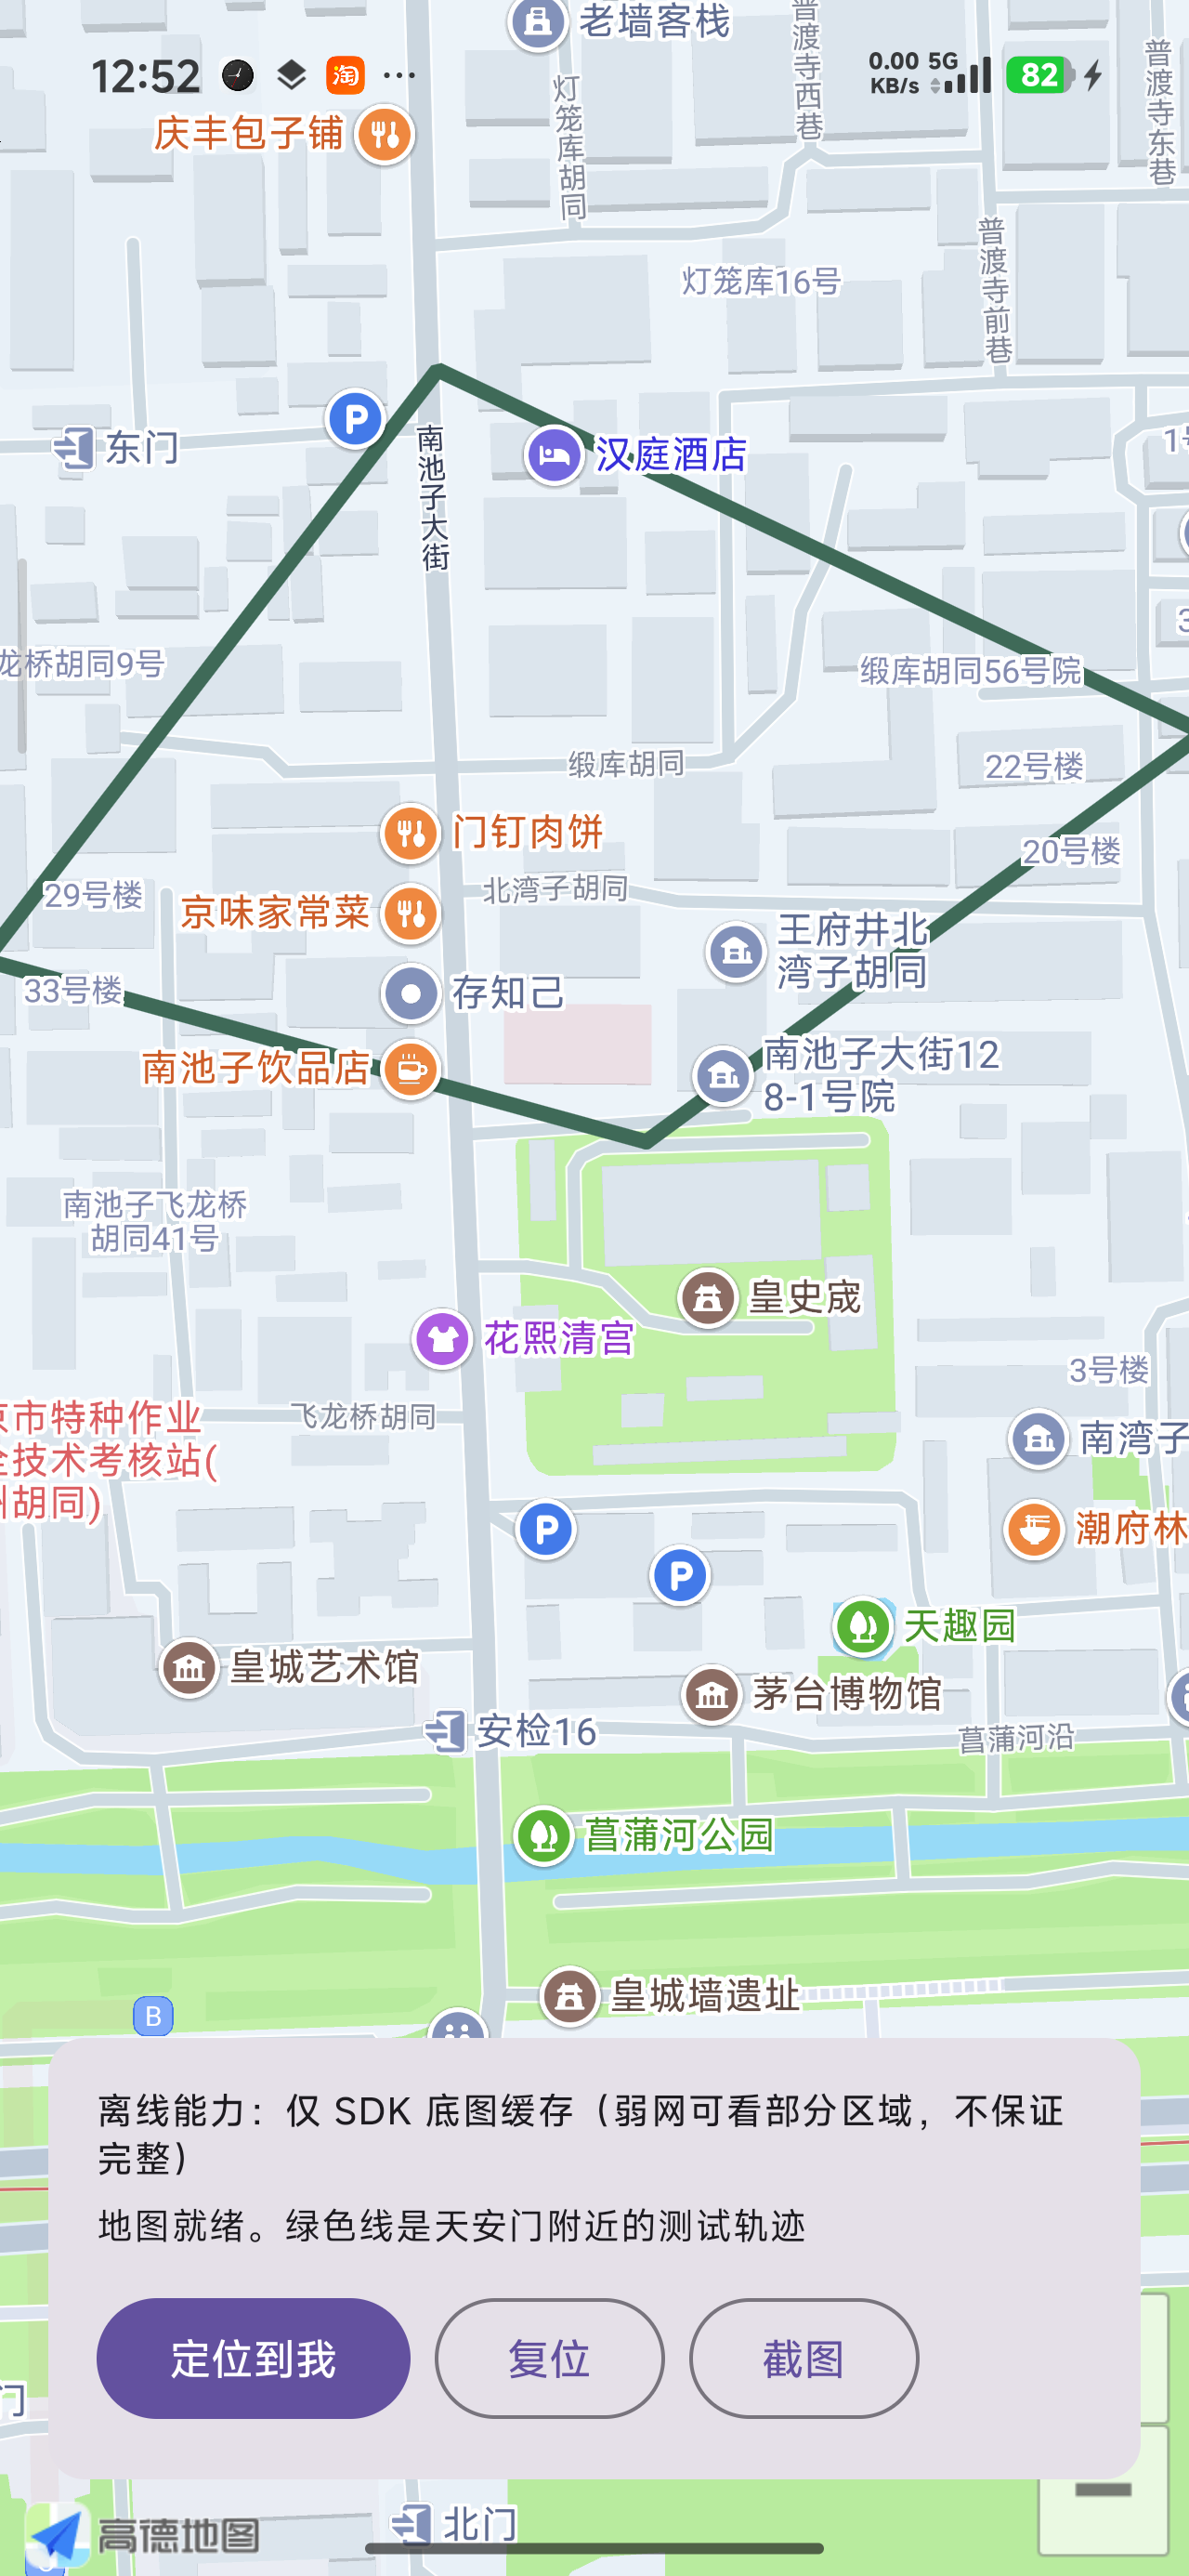 老墙客栈
普渡寺西巷
普渡寺东巷
12:52
淘
0.00 5G
KB/s
82
灯笼库胡同
庆丰包子铺
普渡寺前巷
灯笼库16号
P
东门
南池子大街
汉庭酒店
龙桥胡同9号
缎库胡同56号院
缎库胡同
22号楼
门钉肉饼
20号楼
29号楼
北湾子胡同
京味家常菜
王府井北
湾子胡同
33号楼
存知己
南池子饮品店
南池子大街12
8-1号院
南池子飞龙桥
胡同41号
皇史宬
花熙清宫
3号楼
飞龙桥胡同
市特种作业
全技术考核站(
胡同)
南湾子
P
潮府林
P
天趣园
皇城艺术馆
茅台博物馆
安检16
菖蒲河沿
菖蒲河公园
皇城墙遗址
B
离线能力：仅 SDK 底图缓存（弱网可看部分区域，不保证
完整）
地图就绪。绿色线是天安门附近的测试轨迹
定位到我
复位
截图
门
高德地图
北门